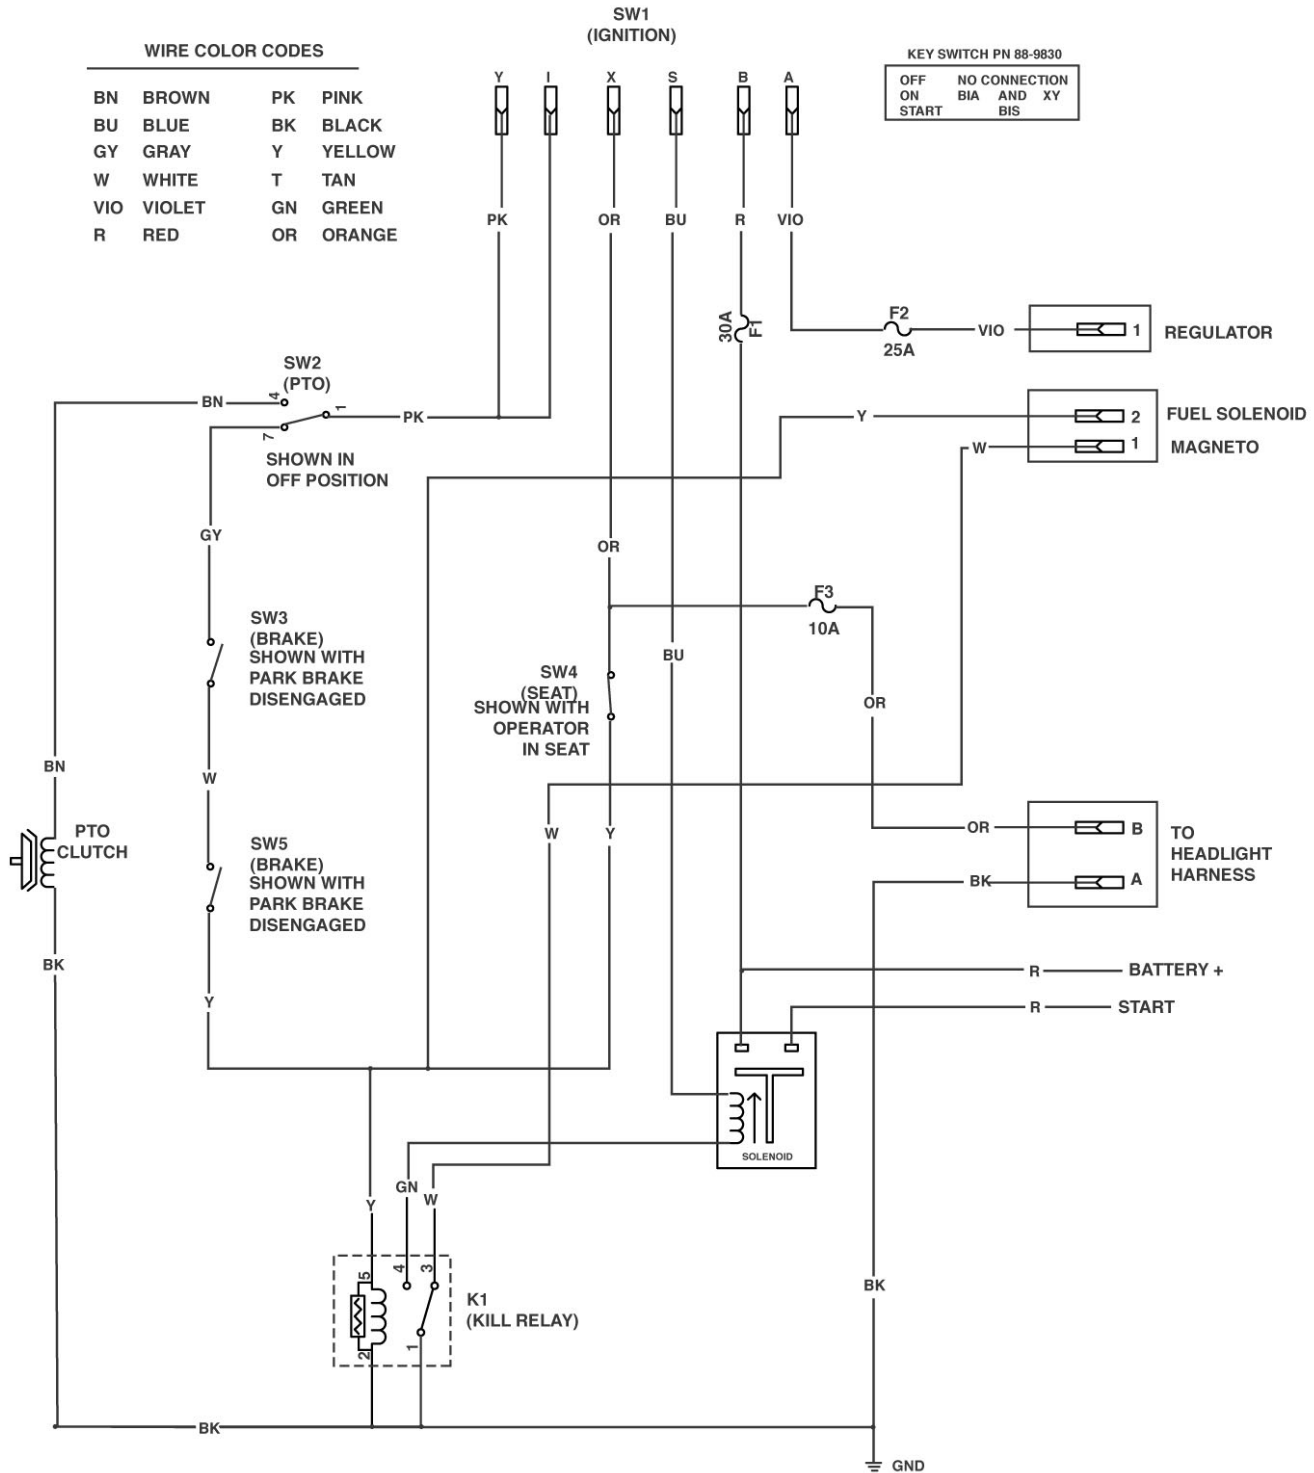 SW1
(IGNITION)
WIRE COLOR CODES
BN BROWN PK PINK
BU BLUE BK BLACK
GY GRAY Y YELLOW
W WHITE T TAN
VIO VIOLET GN GREEN
R RED OR ORANGE
KEY SWITCH PN 88-9830
OFF NO CONNECTION
ON BIA AND XY
START BIS
Y I X S B A
PK OR BU R VIO
30A
F1
F2
25A
VIO
1
REGULATOR
SW2
(PTO)
BN
4
1
7
PK
SHOWN IN
OFF POSITION
Y
2
FUEL SOLENOID
W
1
MAGNETO
GY
OR
F3
10A
SW3
(BRAKE)
SHOWN WITH
PARK BRAKE
DISENGAGED
BU
SW4
(SEAT)
SHOWN WITH
OPERATOR
IN SEAT
OR
BN
W
PTO
CLUTCH
W
Y
OR
B
A
BK
TO
HEADLIGHT
HARNESS
SW5
(BRAKE)
SHOWN WITH
PARK BRAKE
DISENGAGED
BK
Y
R
BATTERY +
R
START
SOLENOID
Y
GN
W
5
4
3
2
1
K1
(KILL RELAY)
BK
BK
GND